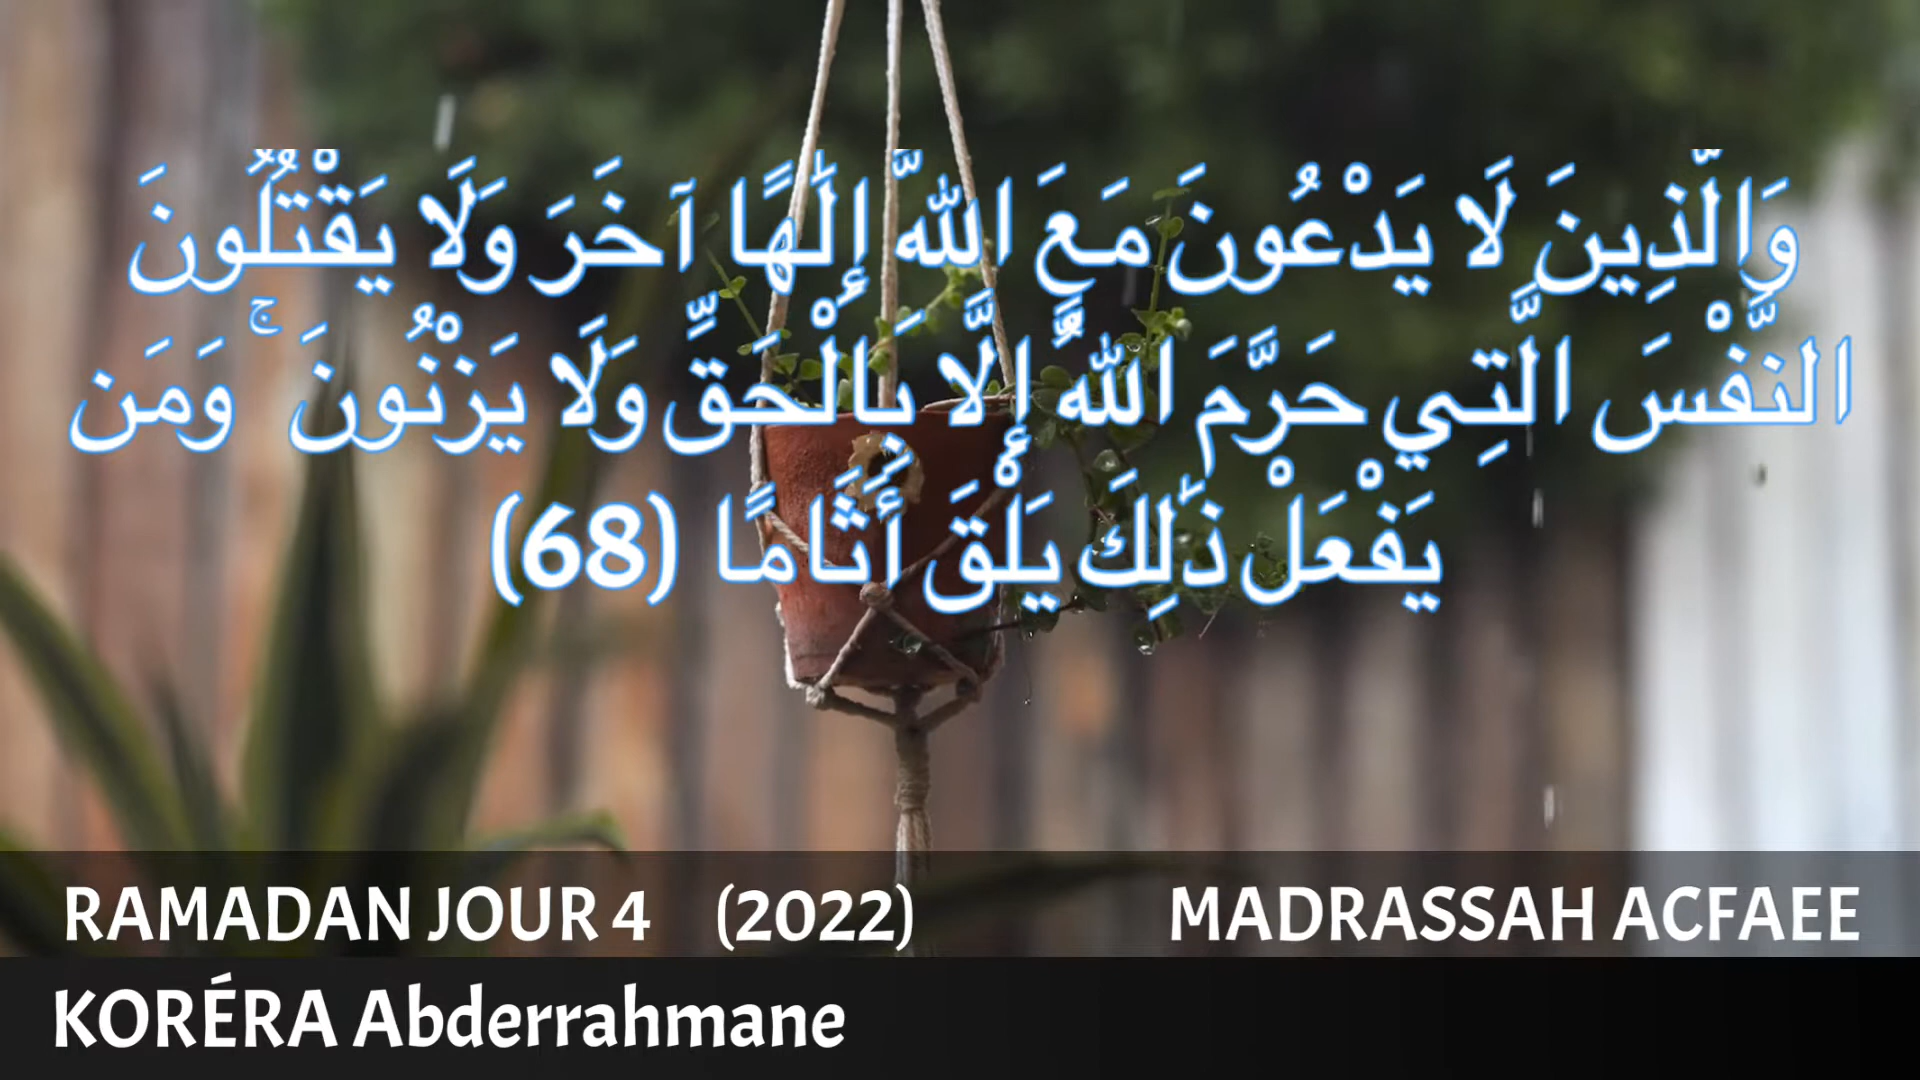 وَالَّذِينَ لَا يَدْعُونَ مَعَ اللَّهِ إِلَٰهًا آخَرَ وَلَا يَقْتُلُونَ
النَّفْسَ الَّتِي حَرَّمَ اللَّهُ إِلَّا بِالْحَقِّ وَلَا يَزْنُونَ ۚ وَمَن
يَفْعَلْ ذَٰلِكَ يَلْقَ أَثَامًا (68)
RAMADAN JOUR 4 (2022) MADRASSAH ACFAEE
KORÉRA Abderrahmane